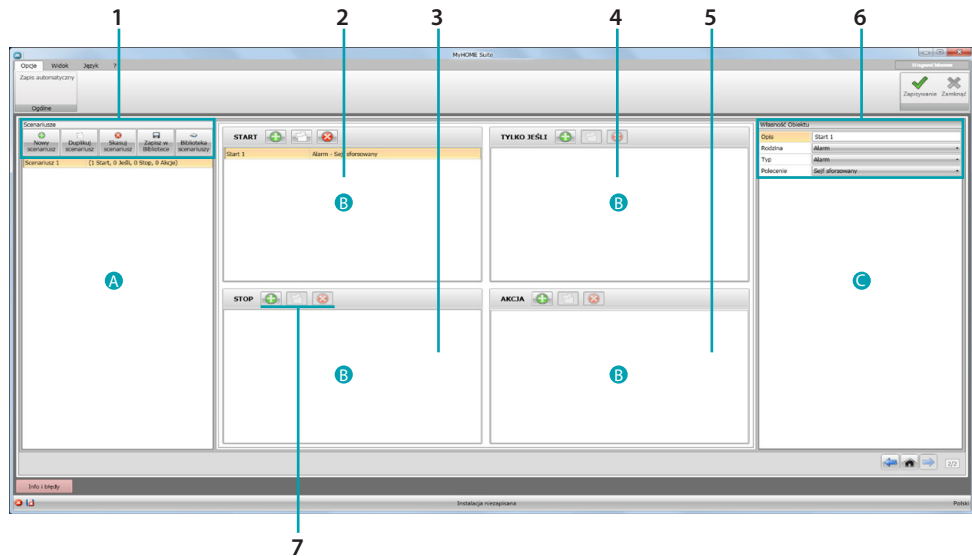 1 2 3 4 5 6
MyHOME Suite
Opcje Widok Język ?
Zapis automatyczny
Ogólne
Zapisywanie Zamknąć
Scenariusze
Nowy scenariusz
Duplikuj scenariusz
Skasuj scenariusz
Zapisz w Bibliotece
Biblioteka scenariuszy
Scenariusz 1 (1 Start, 0 Jeśli, 0 Stop, 0 Akcje)
A
START
Start 1 Alarm - Sejf sforsowany
B
TYLKO JEŚLI
B
STOP
B
AKCJA
B
Własność Obiektu
Opis Start 1
Rodzina Alarm
Typ Alarm
Polecenie Sejf sforsowany
C
2/2
Info i błędy
Instalacja niezapisana Polski
7